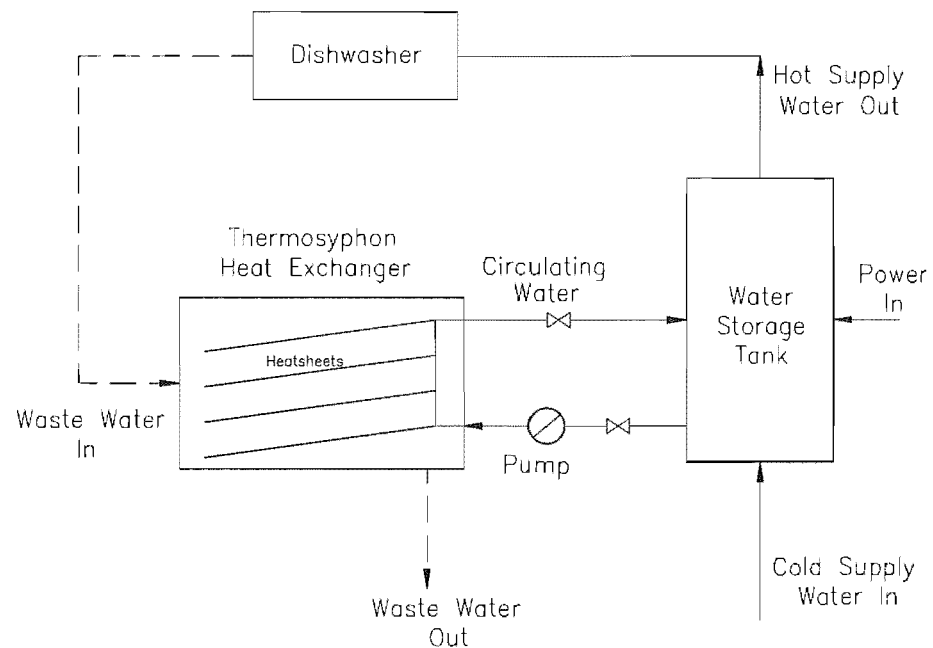 Dishwasher
Hot Supply
Water Out
Thermosyphon
Heat Exchanger
Circulating
Water
Power
In
Water
Storage
Tank
Heatsheets
Waste Water
In
Pump
Cold Supply
Water In
Waste Water
Out